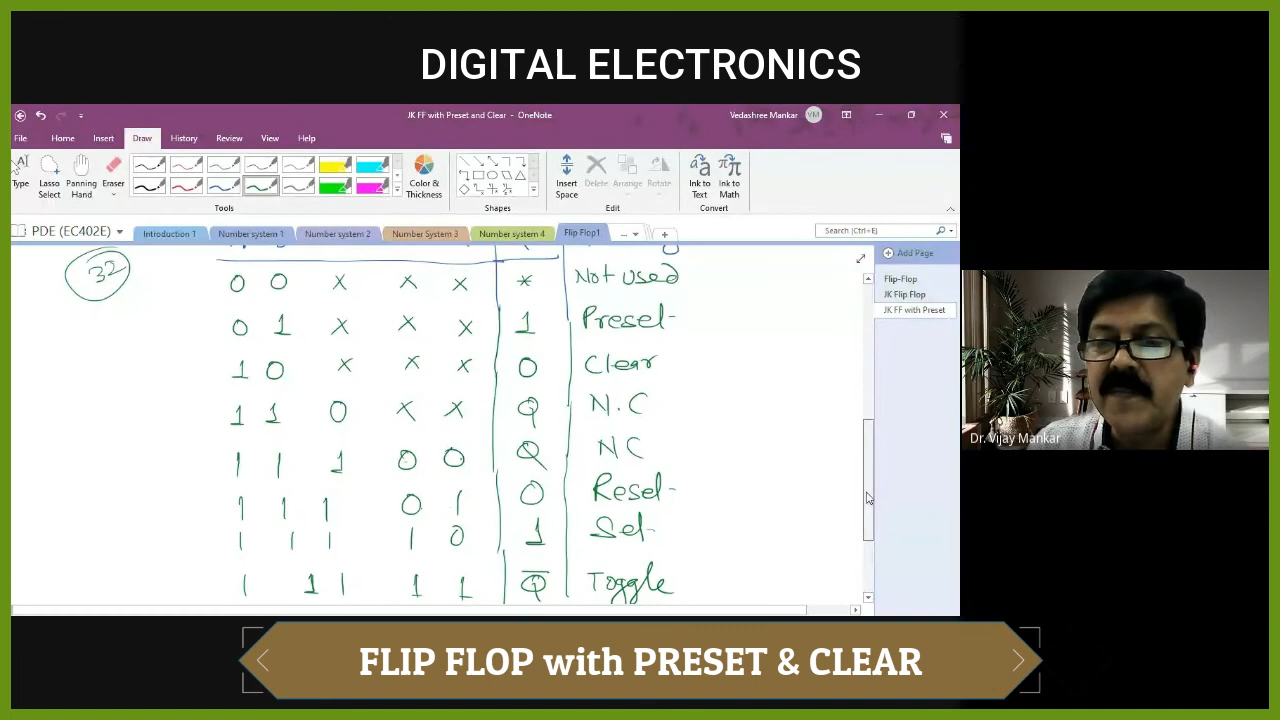 DIGITAL ELECTRONICS
JK FF with Preset and Clear - OneNote
Vedashree Mankar VM
File Home Insert Draw History Review View Help
Type Lasso Select Panning Hand Eraser
Color & Thickness
Insert Space Delete Arrange Rotate
Ink to Text Ink to Math
Tools Shapes Edit Convert
PDE (EC402E) Introduction 1 Number system 1 Number system 2 Number System 3 Number system 4 Flip Flop1 ...
Search (Ctrl+E)
Add Page
Flip-Flop
JK Flip Flop
JK FF with Preset
32
0 0 x x x * Not used
0 1 x x x 1 Preset
1 0 x x x 0 Clear
1 1 0 x x Q N.C
1 1 1 0 0 Q NC
1 1 1 0 1 0 Reset
1 1 1 1 0 1 Set
1 1 1 1 1 Q̅ Toggle
Dr. Vijay Mankar
FLIP FLOP with PRESET & CLEAR